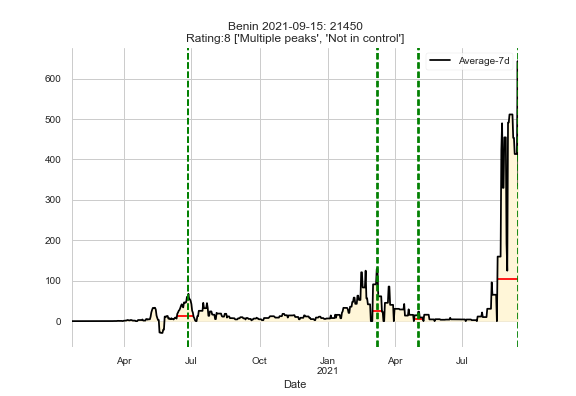 Benin 2021-09-15: 21450
Rating:8 ['Multiple peaks', 'Not in control']
Average-7d
600
500
400
300
200
100
0
Apr
Jul
Oct
Jan
2021
Apr
Jul
Date